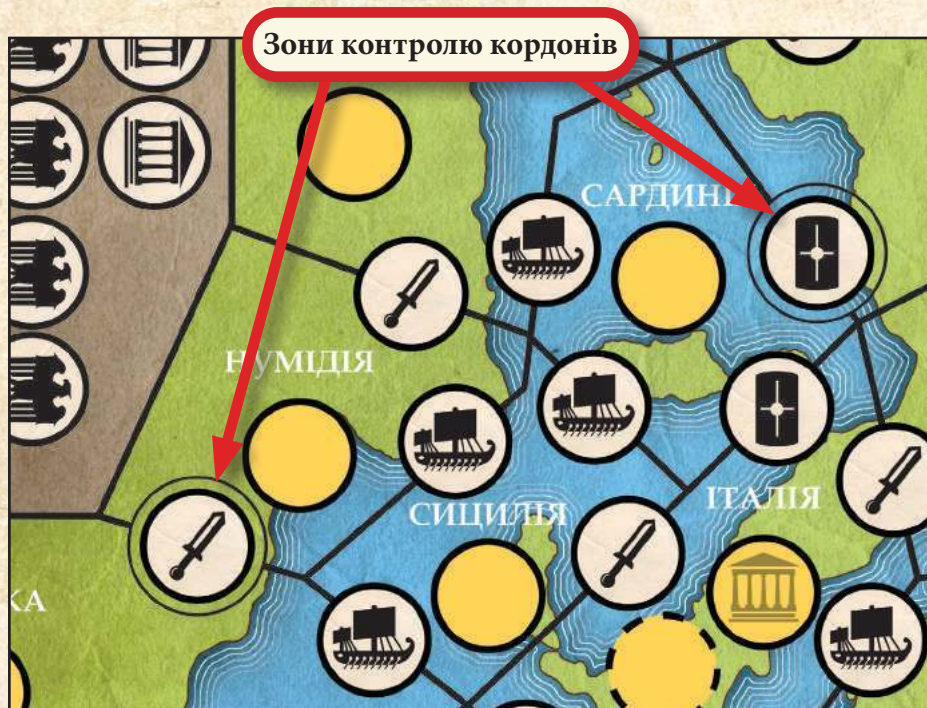 Зони контролю кордонів
САРДИНІ
НУМІДІЯ
СИЦИЛІЯ
ІТАЛІЯ
КА